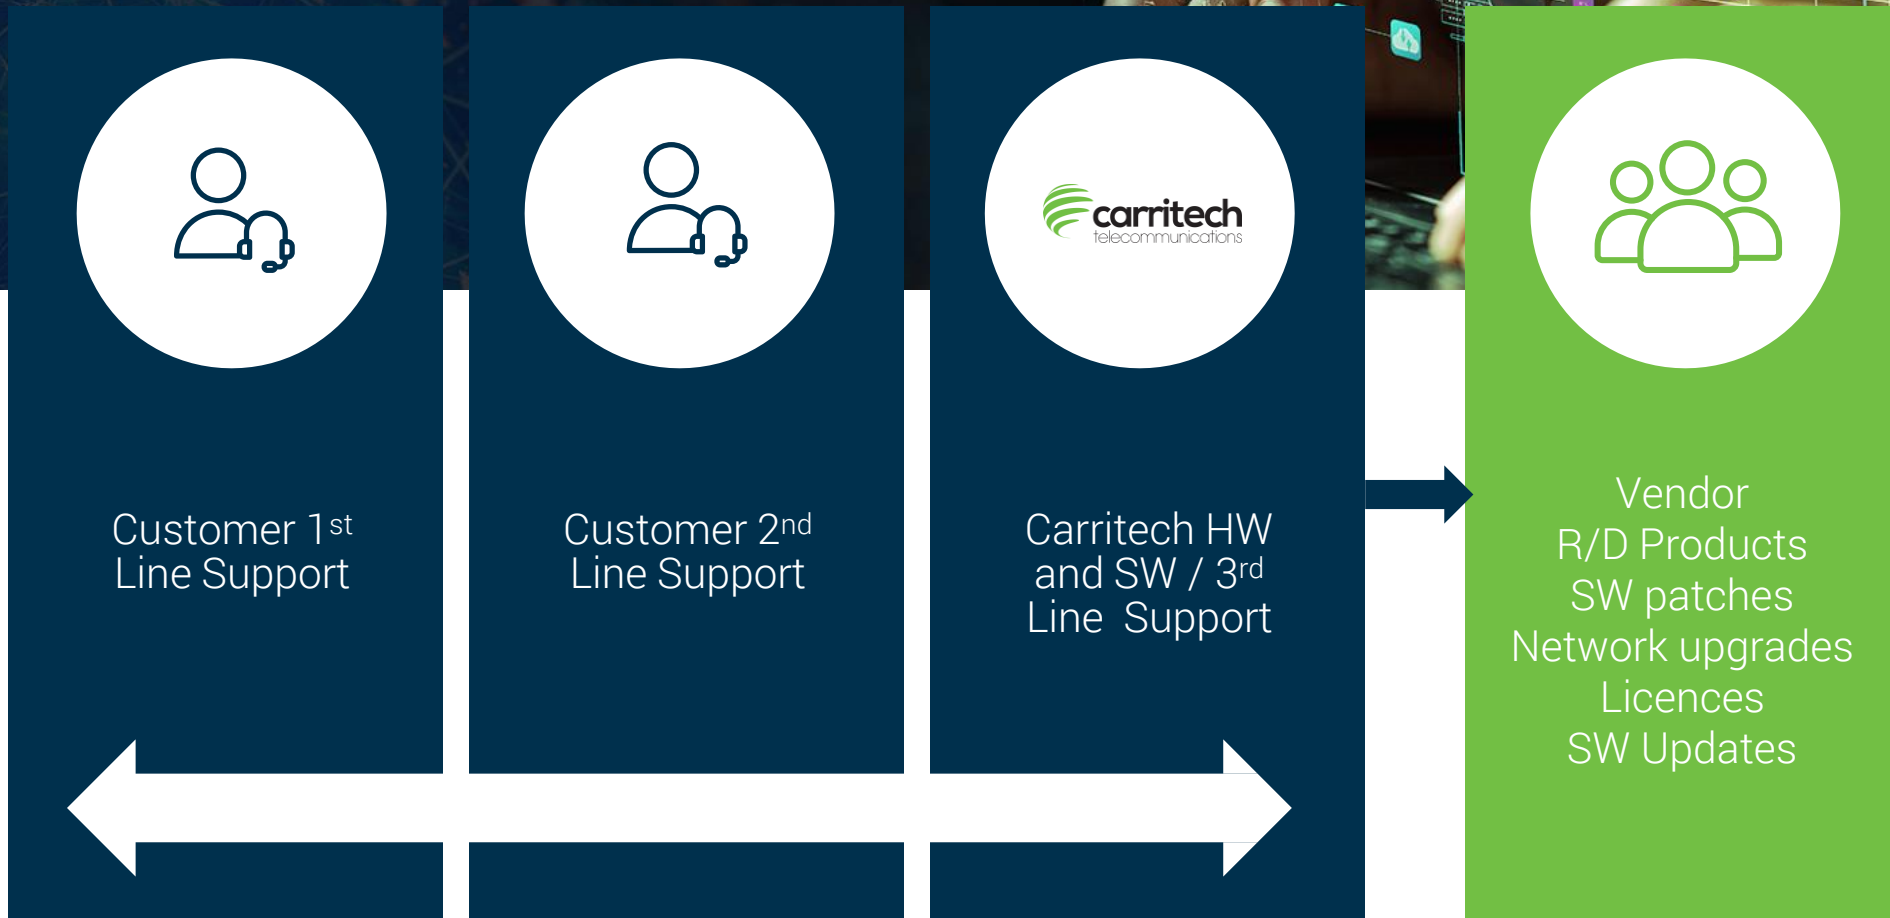 carritech
telecommunications
Customer 1st
Line Support
Customer 2nd
Line Support
Carritech HW
and SW / 3rd
Line  Support
Vendor
R/D Products
SW patches
Network upgrades
Licences
SW Updates